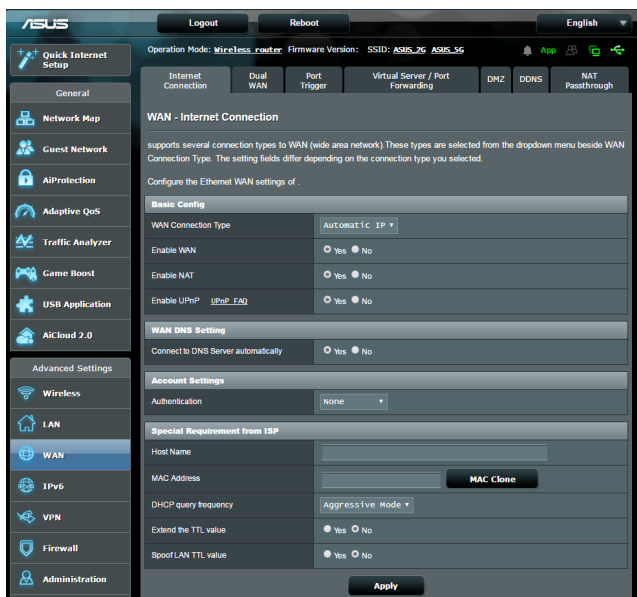 ASUS
Logout
Reboot
English
Quick Internet Setup
Operation Mode: Wireless router Firmware Version: SSID: ASUS_2G ASUS_5G
App
General
Network Map
Guest Network
AiProtection
Adaptive QoS
Traffic Analyzer
Game Boost
USB Application
AiCloud 2.0
Advanced Settings
Wireless
LAN
WAN
IPv6
VPN
Firewall
Administration
Internet Connection
Dual WAN
Port Trigger
Virtual Server / Port Forwarding
DMZ
DDNS
NAT Passthrough
WAN - Internet Connection
supports several connection types to WAN (wide area network).These types are selected from the dropdown menu beside WAN
Connection Type. The setting fields differ depending on the connection type you selected.
Configure the Ethernet WAN settings of .
Basic Config
WAN Connection Type Automatic IP
Enable WAN Yes No
Enable NAT Yes No
Enable UPnP UPnP FAQ Yes No
WAN DNS Setting
Connect to DNS Server automatically Yes No
Account Settings
Authentication None
Special Requirement from ISP
Host Name
MAC Address MAC Clone
DHCP query frequency Aggressive Mode
Extend the TTL value Yes No
Spoof LAN TTL value Yes No
Apply